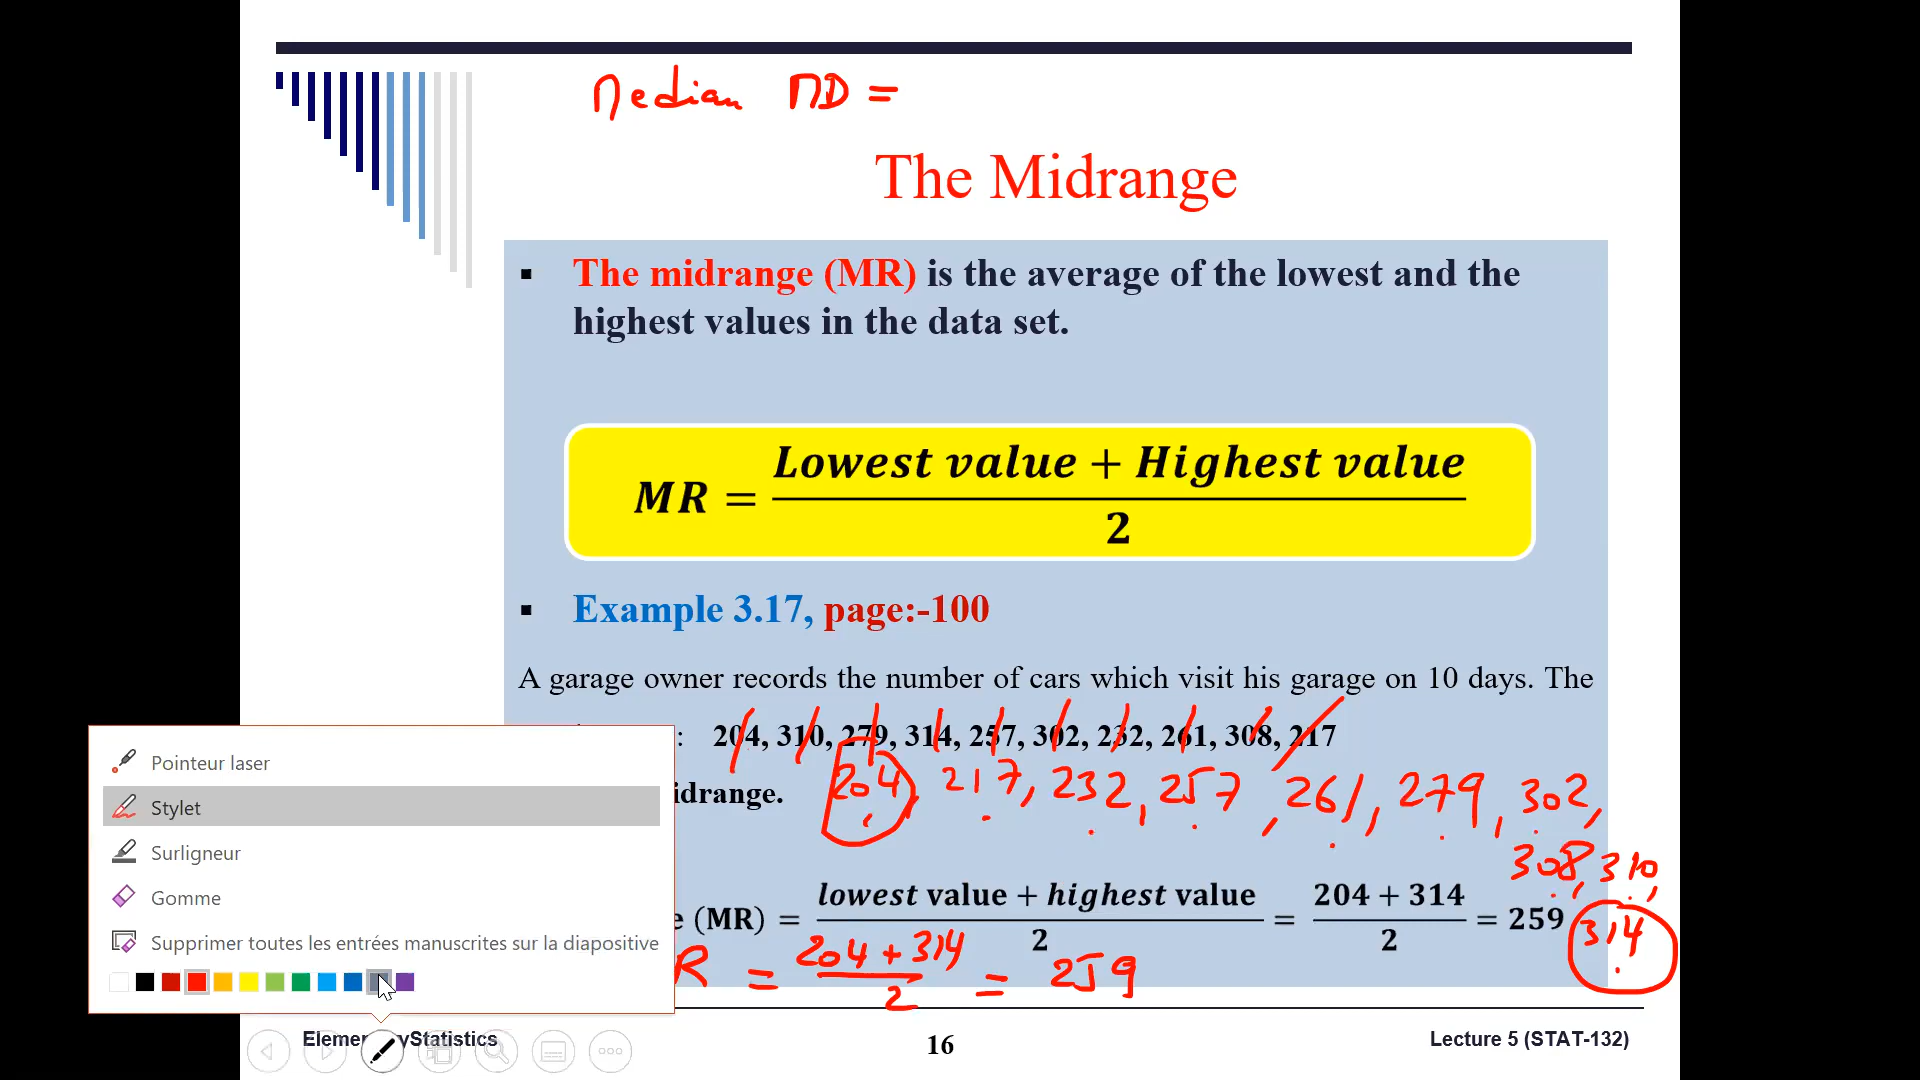 Median MD =
The Midrange
▪ The midrange (MR) is the average of the lowest and the
highest values in the data set.
MR = Lowest value + Highest value / 2
▪ Example 3.17, page:-100
A garage owner records the number of cars which visit his garage on 10 days. The
: 204, 310, 279, 314, 257, 302, 232, 261, 308, 217
idrange.
204, 217, 232, 257, 261, 279, 302,
308, 310,
314
e (MR) = lowest value + highest value / 2 = 204 + 314 / 2 = 259
R = 204 + 314 / 2 = 259
Pointeur laser
Stylet
Surligneur
Gomme
Supprimer toutes les entrées manuscrites sur la diapositive
16
Lecture 5 (STAT-132)